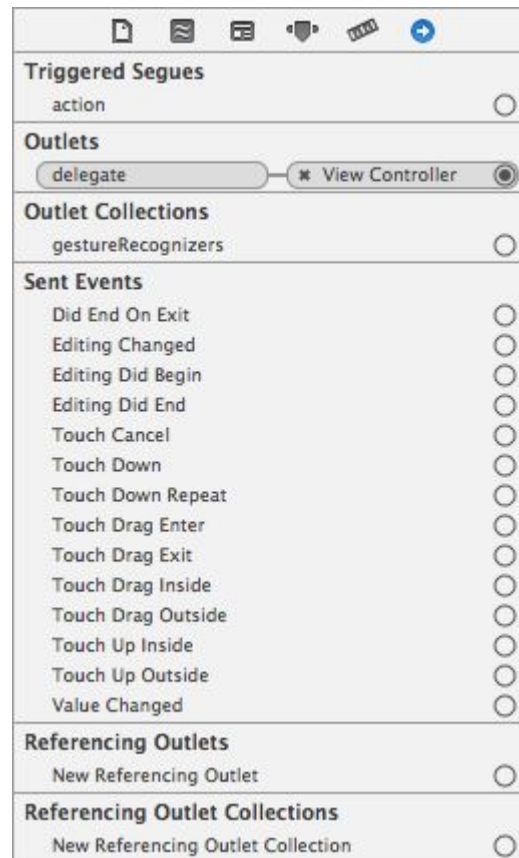 Triggered Segues
action
Outlets
delegate View Controller
Outlet Collections
gestureRecognizers
Sent Events
Did End On Exit
Editing Changed
Editing Did Begin
Editing Did End
Touch Cancel
Touch Down
Touch Down Repeat
Touch Drag Enter
Touch Drag Exit
Touch Drag Inside
Touch Drag Outside
Touch Up Inside
Touch Up Outside
Value Changed
Referencing Outlets
New Referencing Outlet
Referencing Outlet Collections
New Referencing Outlet Collection